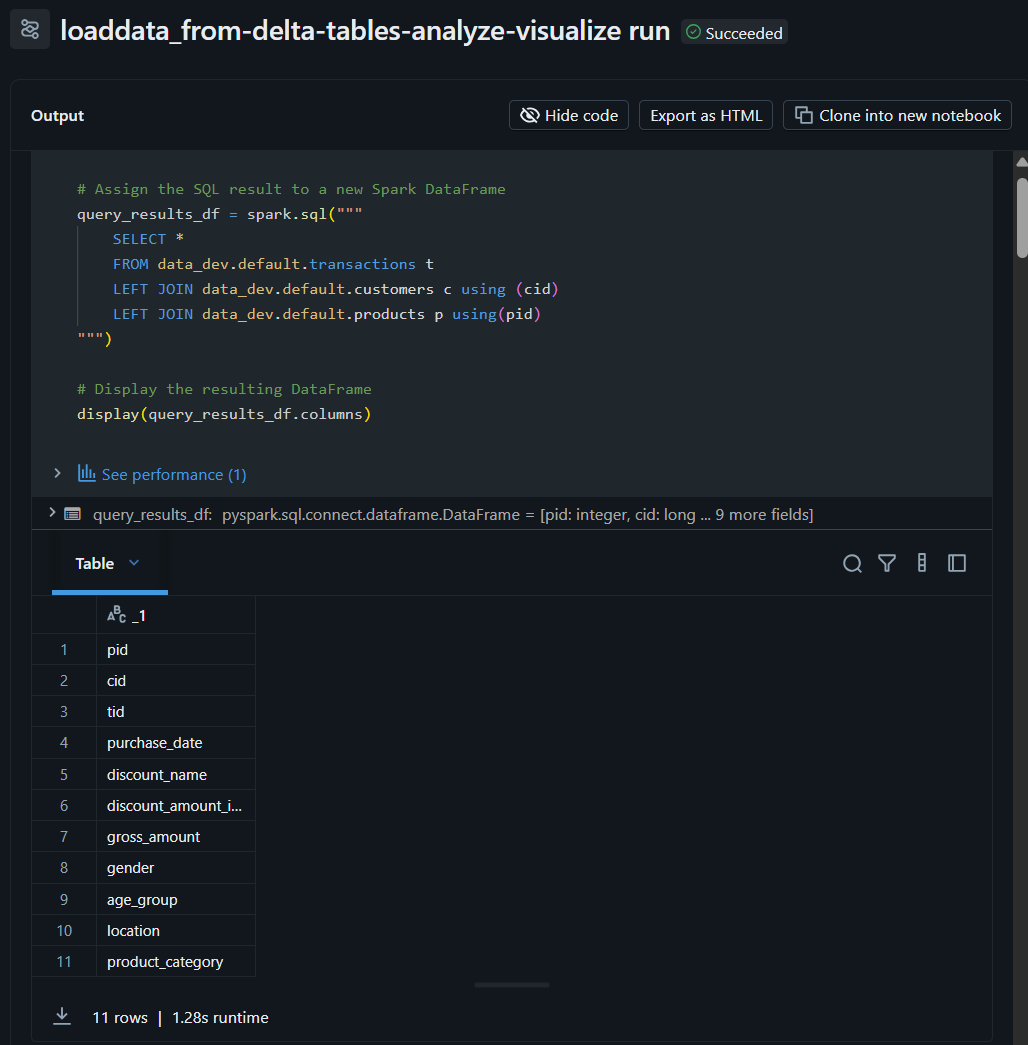 loaddata_from-delta-tables-analyze-visualize run Succeeded
Output Hide code Export as HTML Clone into new notebook
# Assign the SQL result to a new Spark DataFrame
query_results_df = spark.sql("""
SELECT *
FROM data_dev.default.transactions t
LEFT JOIN data_dev.default.customers c using (cid)
LEFT JOIN data_dev.default.products p using(pid)
""")
# Display the resulting DataFrame
display(query_results_df.columns)
See performance (1)
query_results_df: pyspark.sql.connect.dataframe.DataFrame = [pid: integer, cid: long ... 9 more fields]
Table
ABC _1
1 pid
2 cid
3 tid
4 purchase_date
5 discount_name
6 discount_amount_i...
7 gross_amount
8 gender
9 age_group
10 location
11 product_category
11 rows | 1.28s runtime